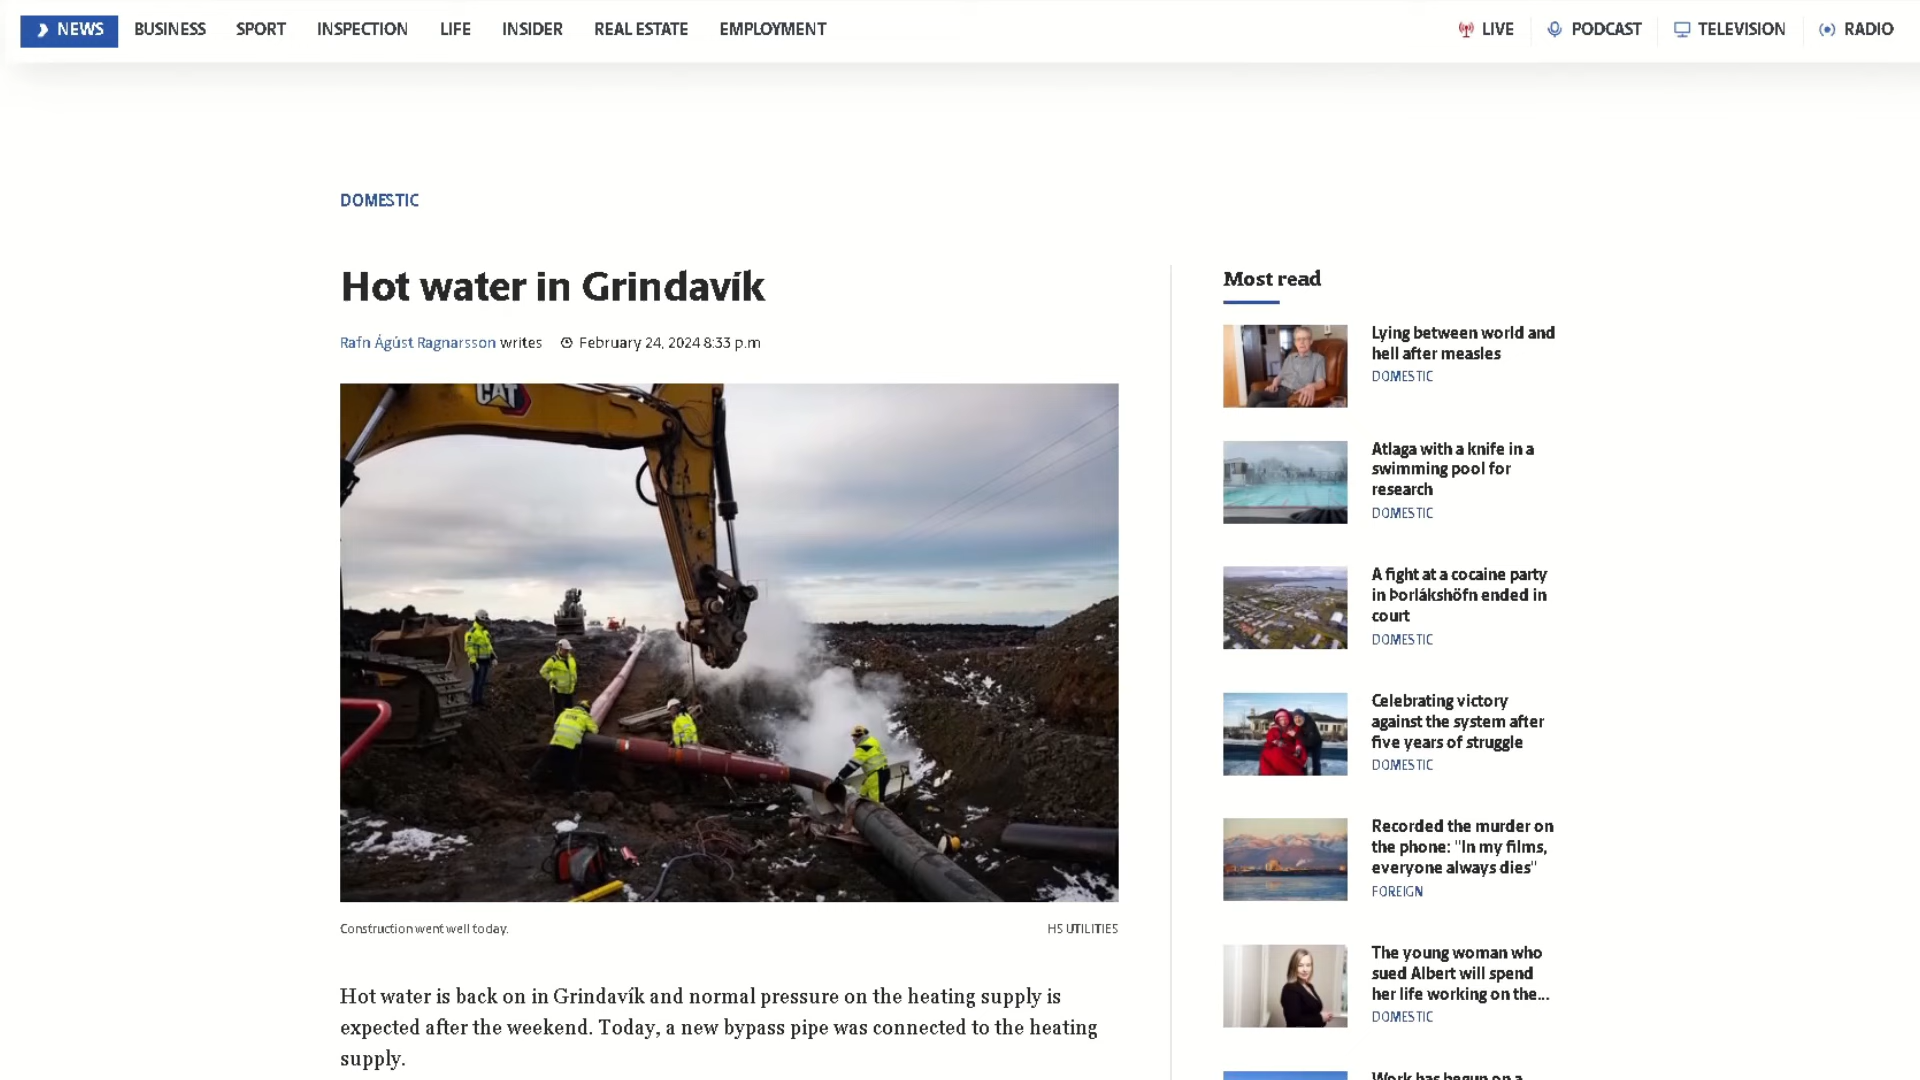 NEWS BUSINESS SPORT INSPECTION LIFE INSIDER REAL ESTATE EMPLOYMENT LIVE PODCAST TELEVISION RADIO
DOMESTIC
Hot water in Grindavík
Rafn Ágúst Ragnarsson writes February 24, 2024 8:33 p.m
CAT
Construction went well today.
HS UTILITIES
Hot water is back on in Grindavík and normal pressure on the heating supply is
expected after the weekend. Today, a new bypass pipe was connected to the heating
supply.
Most read
Lying between world and
hell after measles
DOMESTIC
Atlaga with a knife in a
swimming pool for
research
DOMESTIC
A fight at a cocaine party
in Þorlákshöfn ended in
court
DOMESTIC
Celebrating victory
against the system after
five years of struggle
DOMESTIC
Recorded the murder on
the phone: "In my films,
everyone always dies"
FOREIGN
The young woman who
sued Albert will spend
her life working on the...
DOMESTIC
Work has begun on a